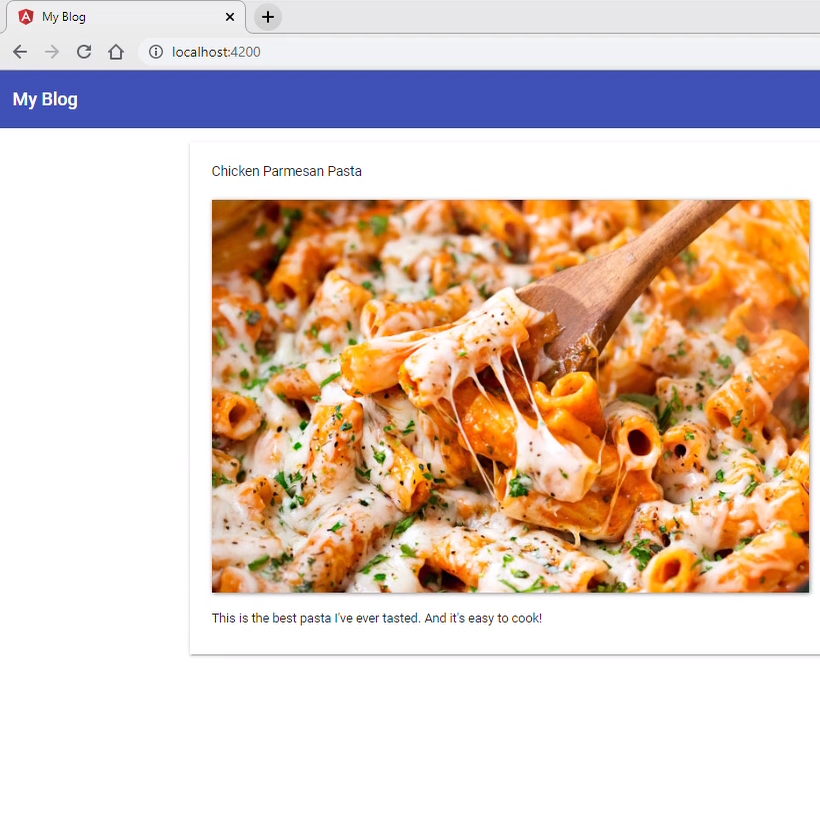 My Blog
localhost:4200
My Blog
Chicken Parmesan Pasta
This is the best pasta I've ever tasted. And it's easy to cook!